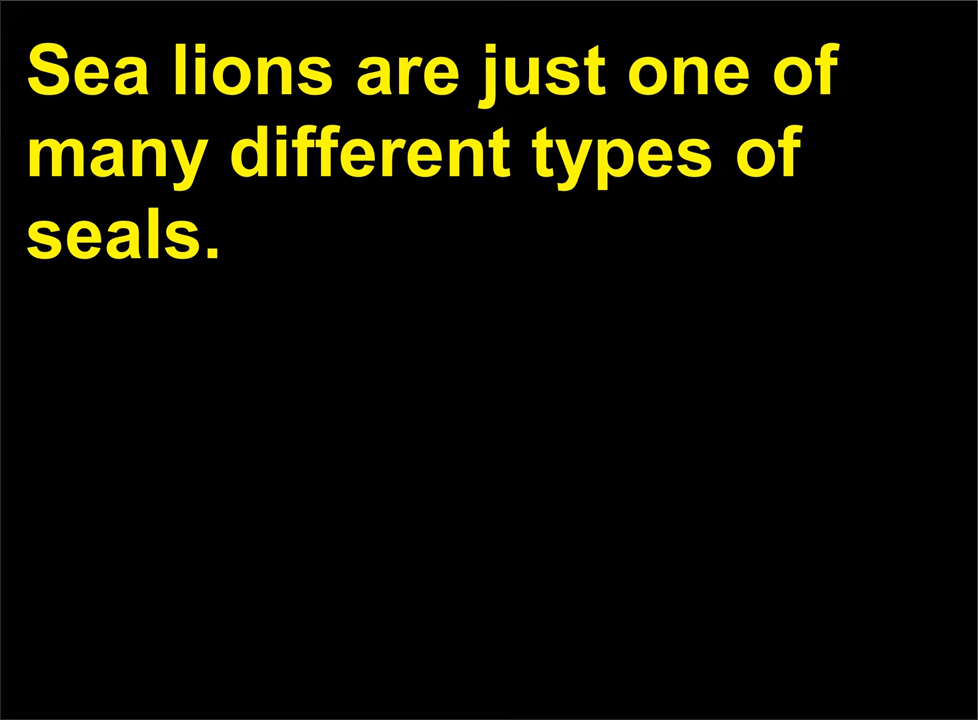 Sea lions are just one of
many different types of
seals.